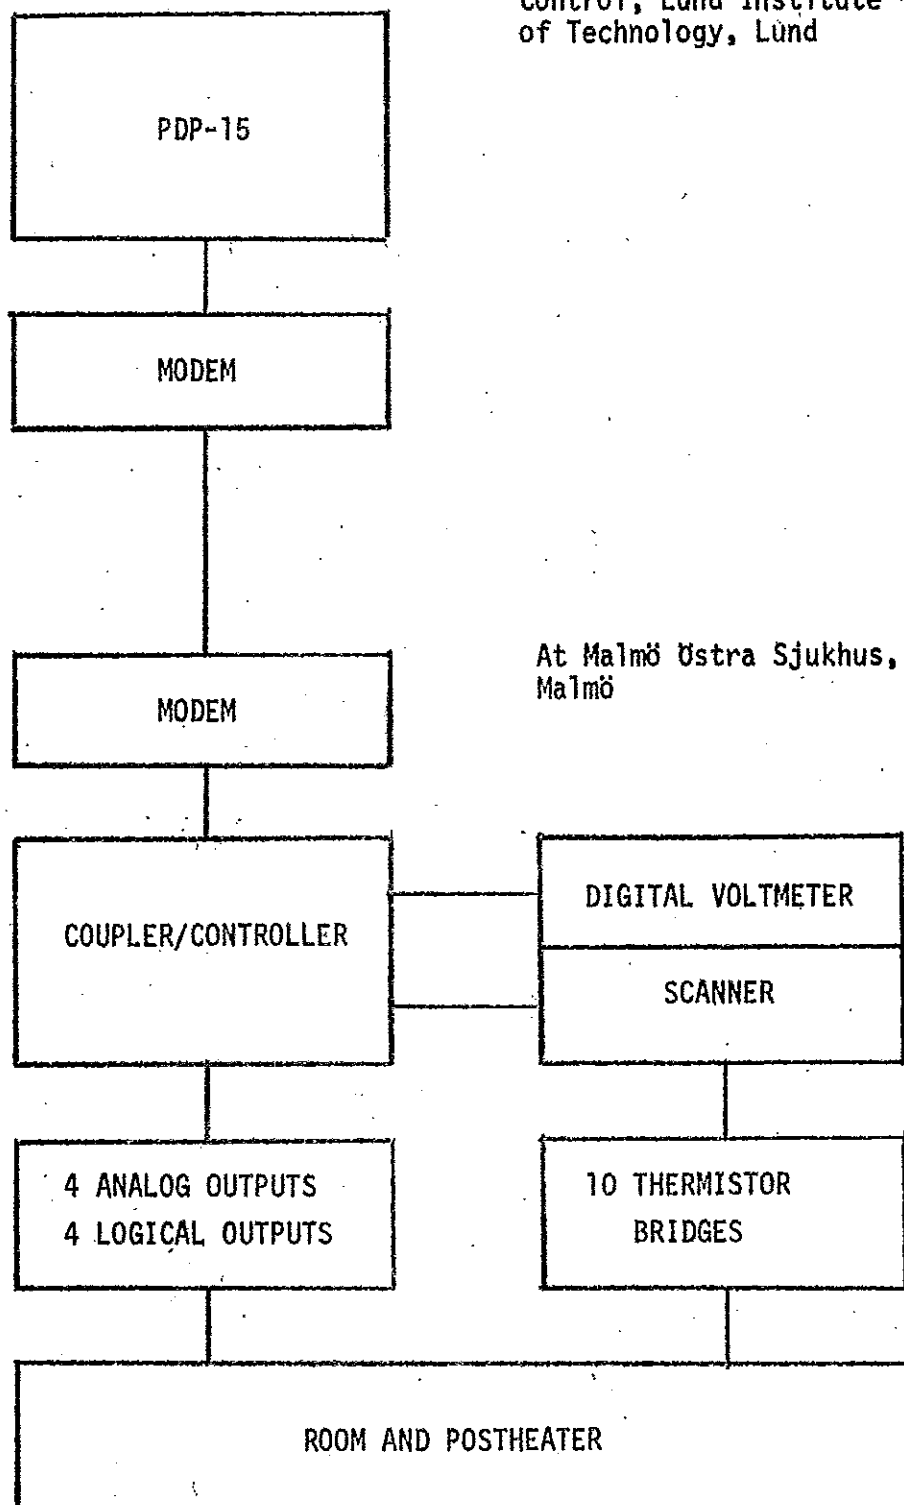 Control, Lund Institute
of Technology, Lund
PDP-15
MODEM
At Malmö Östra Sjukhus,
Malmö
MODEM
DIGITAL VOLTMETER
COUPLER/CONTROLLER
SCANNER
4 ANALOG OUTPUTS
4 LOGICAL OUTPUTS
10 THERMISTOR
BRIDGES
ROOM AND POSTHEATER